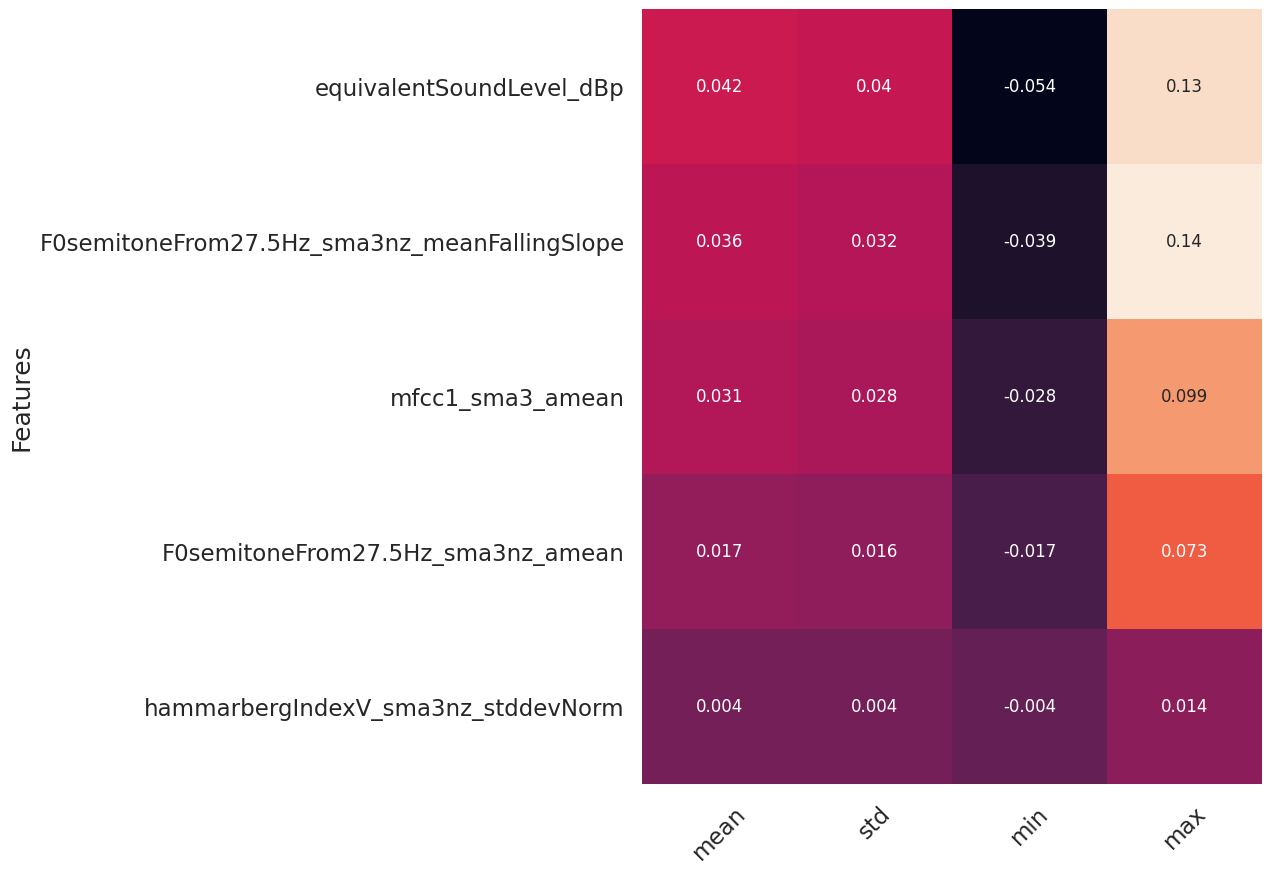 Features
equivalentSoundLevel_dBp 0.042 0.04 -0.054 0.13
F0semitoneFrom27.5Hz_sma3nz_meanFallingSlope 0.036 0.032 -0.039 0.14
mfcc1_sma3_amean 0.031 0.028 -0.028 0.099
F0semitoneFrom27.5Hz_sma3nz_amean 0.017 0.016 -0.017 0.073
hammarbergIndexV_sma3nz_stddevNorm 0.004 0.004 -0.004 0.014
mean std min max